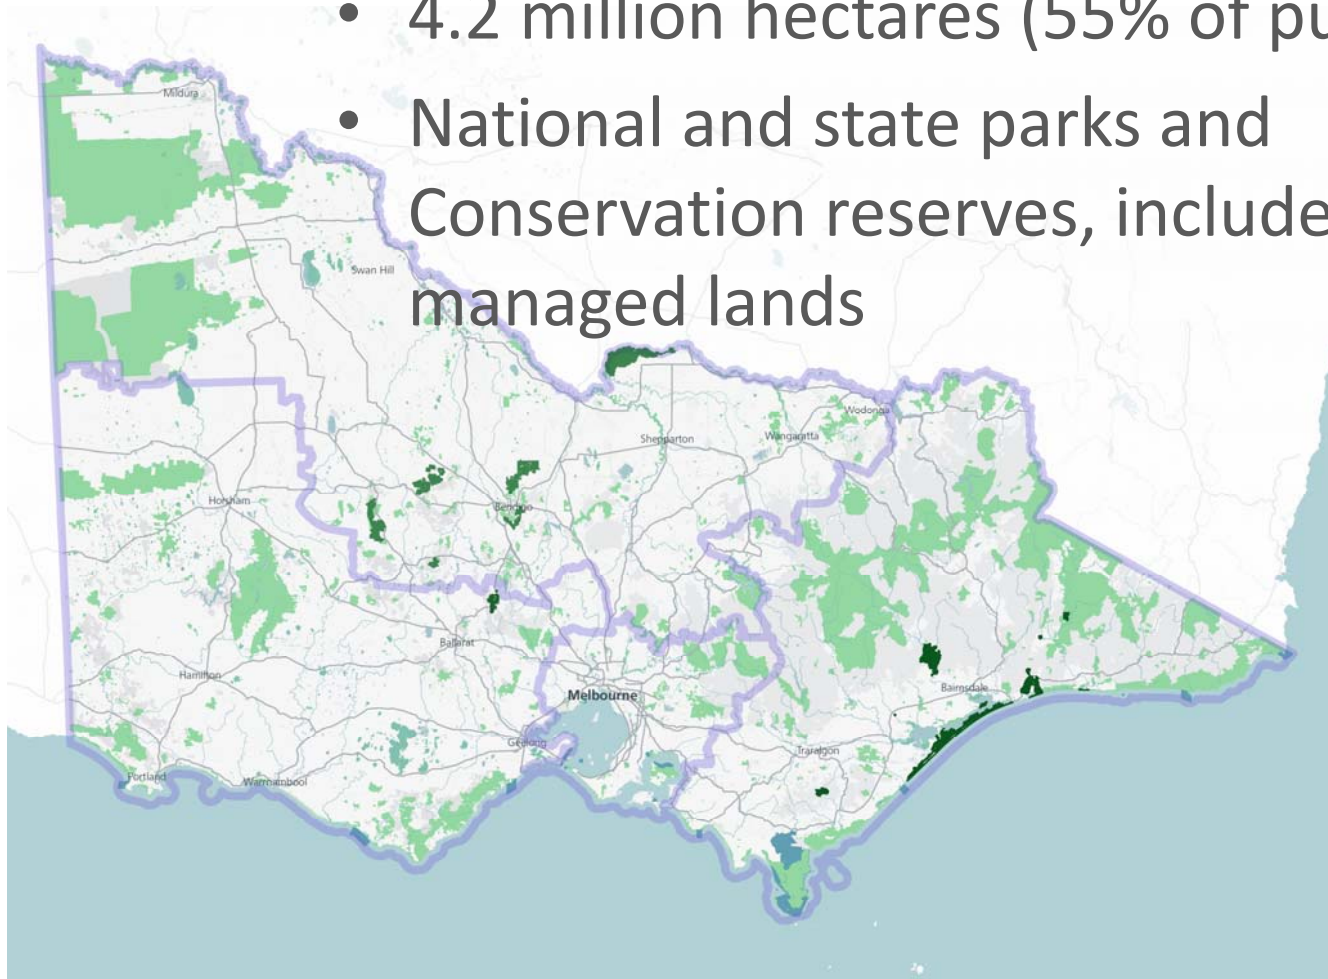 • 4.2 million hectares (55% of pu
• National and state parks and
Conservation reserves, include
managed lands
Mildura
Swan Hill
Wodonga
Shepparton
Wangaratta
Horsham
Bendigo
Ballarat
Hamilton
Melbourne
Bairnsdale
Geelong
Traralgon
Portland
Warrnambool